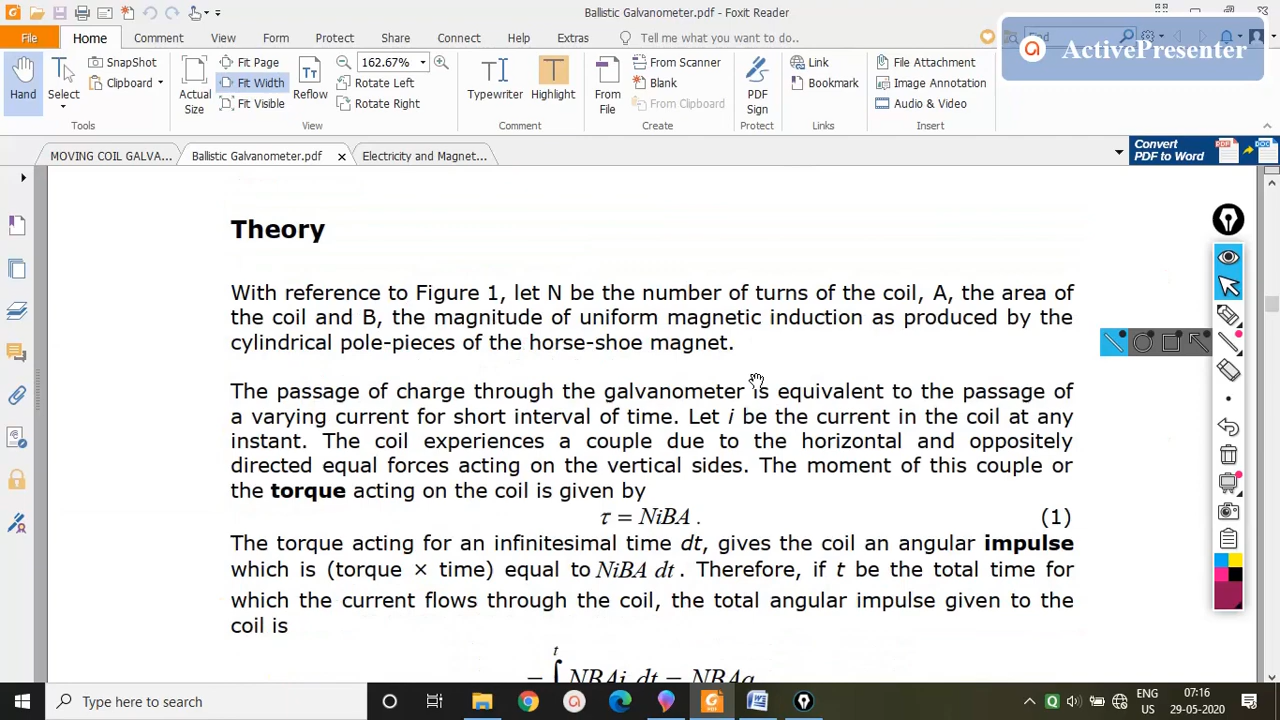 Ballistic Galvanometer.pdf - Foxit Reader
File Home Comment View Form Protect Share Connect Help Extras Tell me what you want to do... Find
ActivePresenter
Hand
Select
SnapShot
Clipboard
Tools
Actual Size
Fit Page
Fit Width
Fit Visible
Reflow
162.67%
Rotate Left
Rotate Right
View
Typewriter
Highlight
Comment
From File
From Scanner
Blank
From Clipboard
Create
PDF Sign
Protect
Link
Bookmark
Links
File Attachment
Image Annotation
Audio & Video
Insert
MOVING COIL GALVA... Ballistic Galvanometer.pdf Electricity and Magnet...
Convert
PDF to Word
Theory
With reference to Figure 1, let N be the number of turns of the coil, A, the area of
the coil and B, the magnitude of uniform magnetic induction as produced by the
cylindrical pole-pieces of the horse-shoe magnet.
The passage of charge through the galvanometer is equivalent to the passage of
a varying current for short interval of time. Let i be the current in the coil at any
instant. The coil experiences a couple due to the horizontal and oppositely
directed equal forces acting on the vertical sides. The moment of this couple or
the torque acting on the coil is given by
τ = NiBA . (1)
The torque acting for an infinitesimal time dt, gives the coil an angular impulse
which is (torque × time) equal to NiBA dt . Therefore, if t be the total time for
which the current flows through the coil, the total angular impulse given to the
coil is
t
= ∫ NBAi dt = NBAq
Type here to search
ENG
US
07:16
29-05-2020